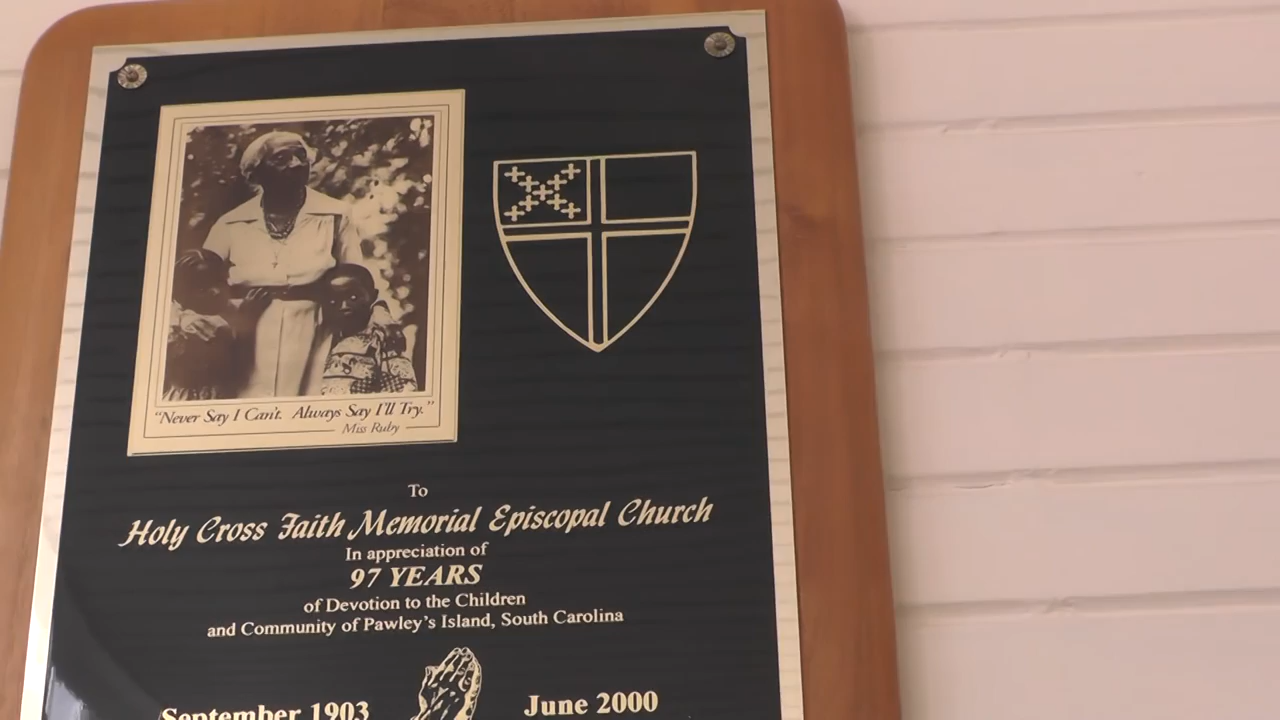 "Never Say I Can't. Always Say I'll Try."
Miss Ruby
To
Holy Cross Faith Memorial Episcopal Church
In appreciation of
97 YEARS
of Devotion to the Children
and Community of Pawley's Island, South Carolina
September 1903 June 2000